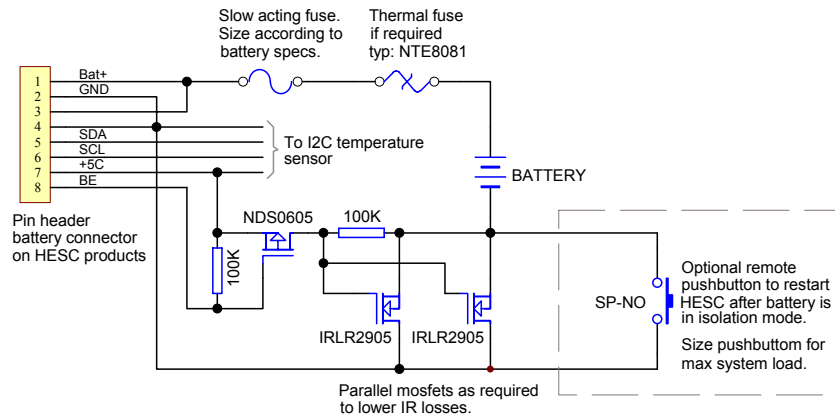 Slow acting fuse.
Size according to
battery specs.
Thermal fuse
if required
typ: NTE8081
1
2
3
4
5
6
7
8
Bat+
GND
SDA
SCL
+5C
BE
To I2C temperature
sensor
BATTERY
Pin header
battery connector
on HESC products
NDS0605
100K
100K
IRLR2905
IRLR2905
SP-NO
Optional remote
pushbutton to restart
HESC after battery is
in isolation mode.
Size pushbuttom for
max system load.
Parallel mosfets as required
to lower IR losses.